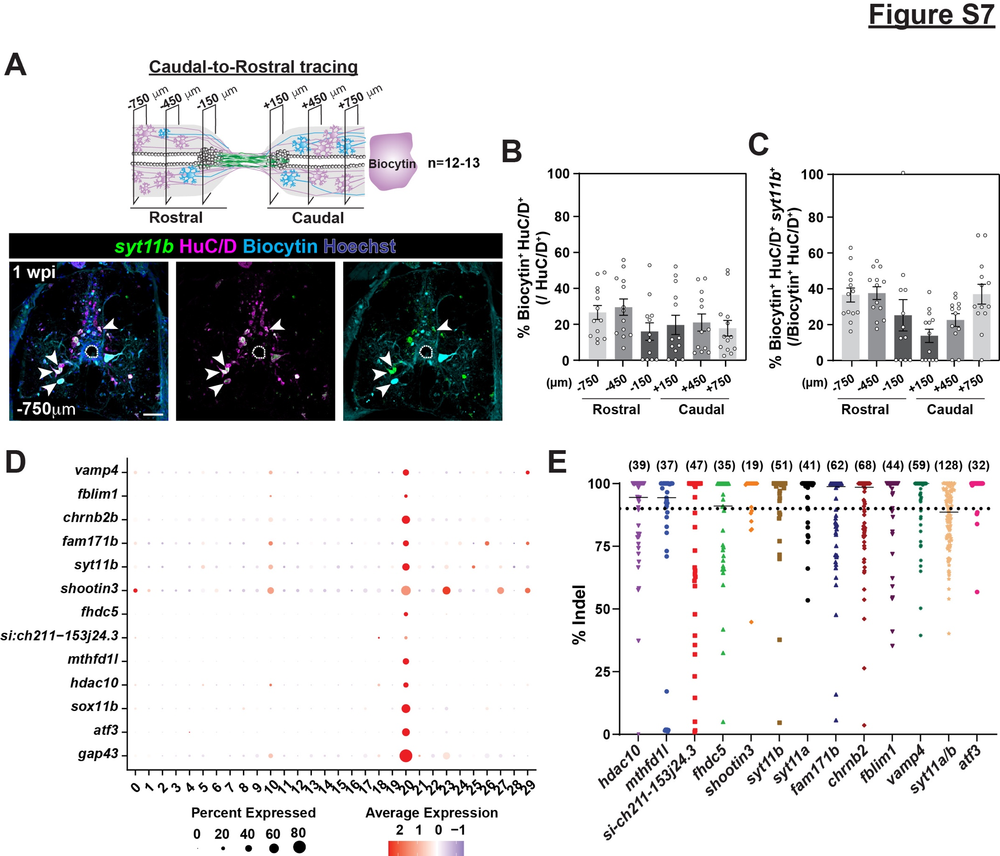 Figure S7
A
Caudal-to-Rostral tracing
-750 μm
-450 μm
-150 μm
+150 μm
+450 μm
+750 μm
Biocytin
n=12-13
Rostral
Caudal
syt11b HuC/D Biocytin Hoechst
1 wpi
-750μm
B
% Biocytin+ HuC/D+
(/ HuC/D+)
100
80
60
40
20
0
(μm)
-750
-450
-150
+150
+450
+750
Rostral
Caudal
C
% Biocytin+ HuC/D+ syt11b+
(/Biocytin+ HuC/D+)
100
80
60
40
20
0
(μm)
-750
-450
-150
+150
+450
+750
Rostral
Caudal
D
vamp4
fblim1
chrnb2b
fam171b
syt11b
shootin3
fhdc5
si:ch211−153j24.3
mthfd1l
hdac10
sox11b
atf3
gap43
0 1 2 3 4 5 6 7 8 9 10 11 12 13 14 15 16 17 18 19 20 21 22 23 24 25 26 27 28 29
Percent Expressed
0 20 40 60 80
Average Expression
2 1 0 −1
E
(39) (37) (47) (35) (19) (51) (41) (62) (68) (44) (59) (128) (32)
% Indel
100
75
50
25
0
hdac10
mthfd1l
si-ch211-153j24.3
fhdc5
shootin3
syt11b
syt11a
fam171b
chrnb2
fblim1
vamp4
syt11a/b
atf3